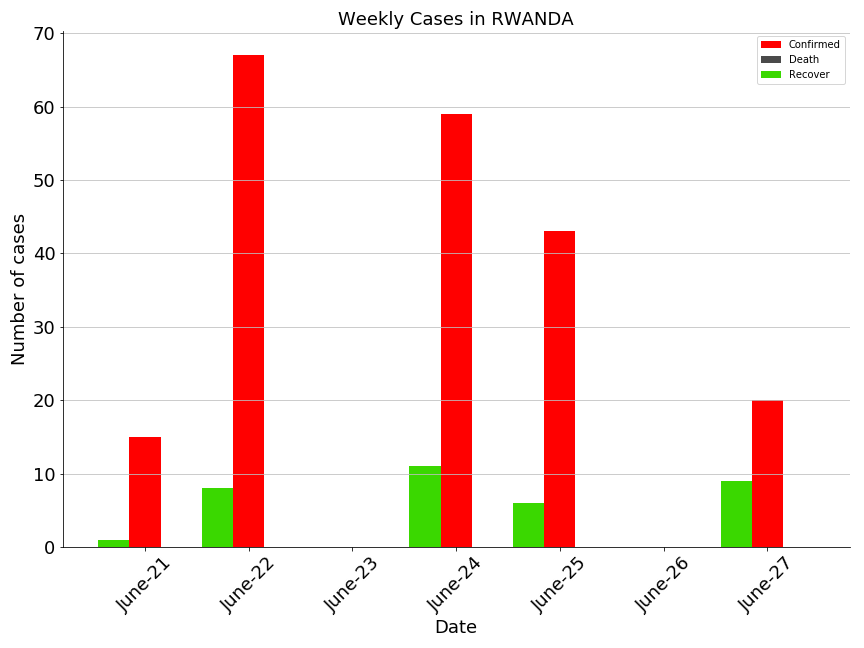 Weekly Cases in RWANDA
Confirmed
Death
Recover
Number of cases
70
60
50
40
30
20
10
0
June-21
June-22
June-23
June-24
June-25
June-26
June-27
Date